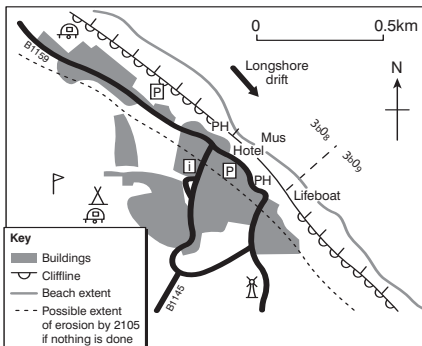 0
0.5km
B1159
Longshore
drift
N
P
PH
Mus
Hotel
3b08
3b09
i
P
PH
Lifeboat
B1145
Key
Buildings
Cliffline
Beach extent
Possible extent
of erosion by 2105
if nothing is done